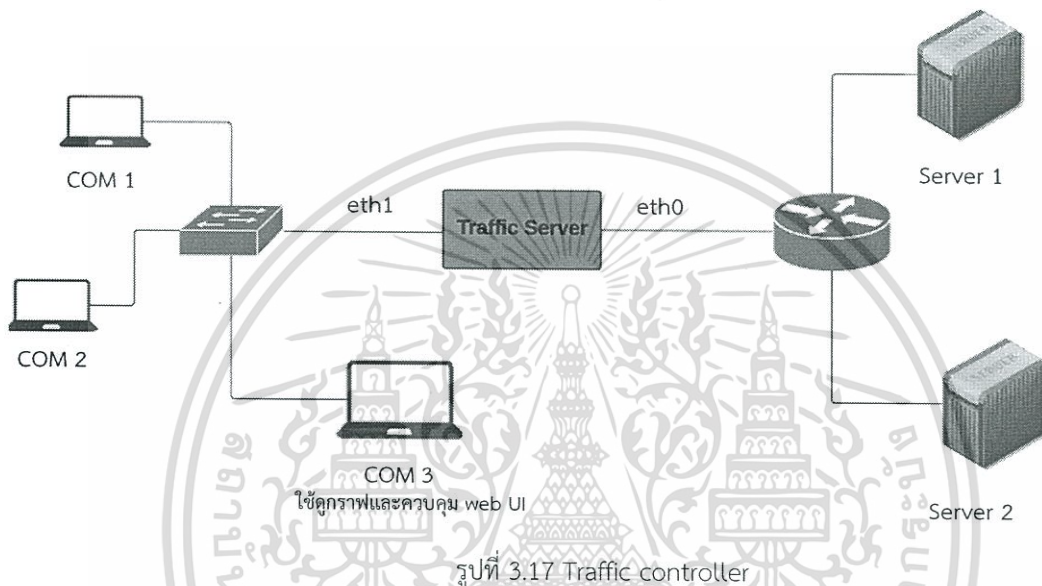 Server 1
COM 1
eth1
Traffic Server
eth0
COM 2
COM 3
ใช้ดูกราฟและควบคุม web UI
Server 2
รูปที่ 3.17 Traffic controller